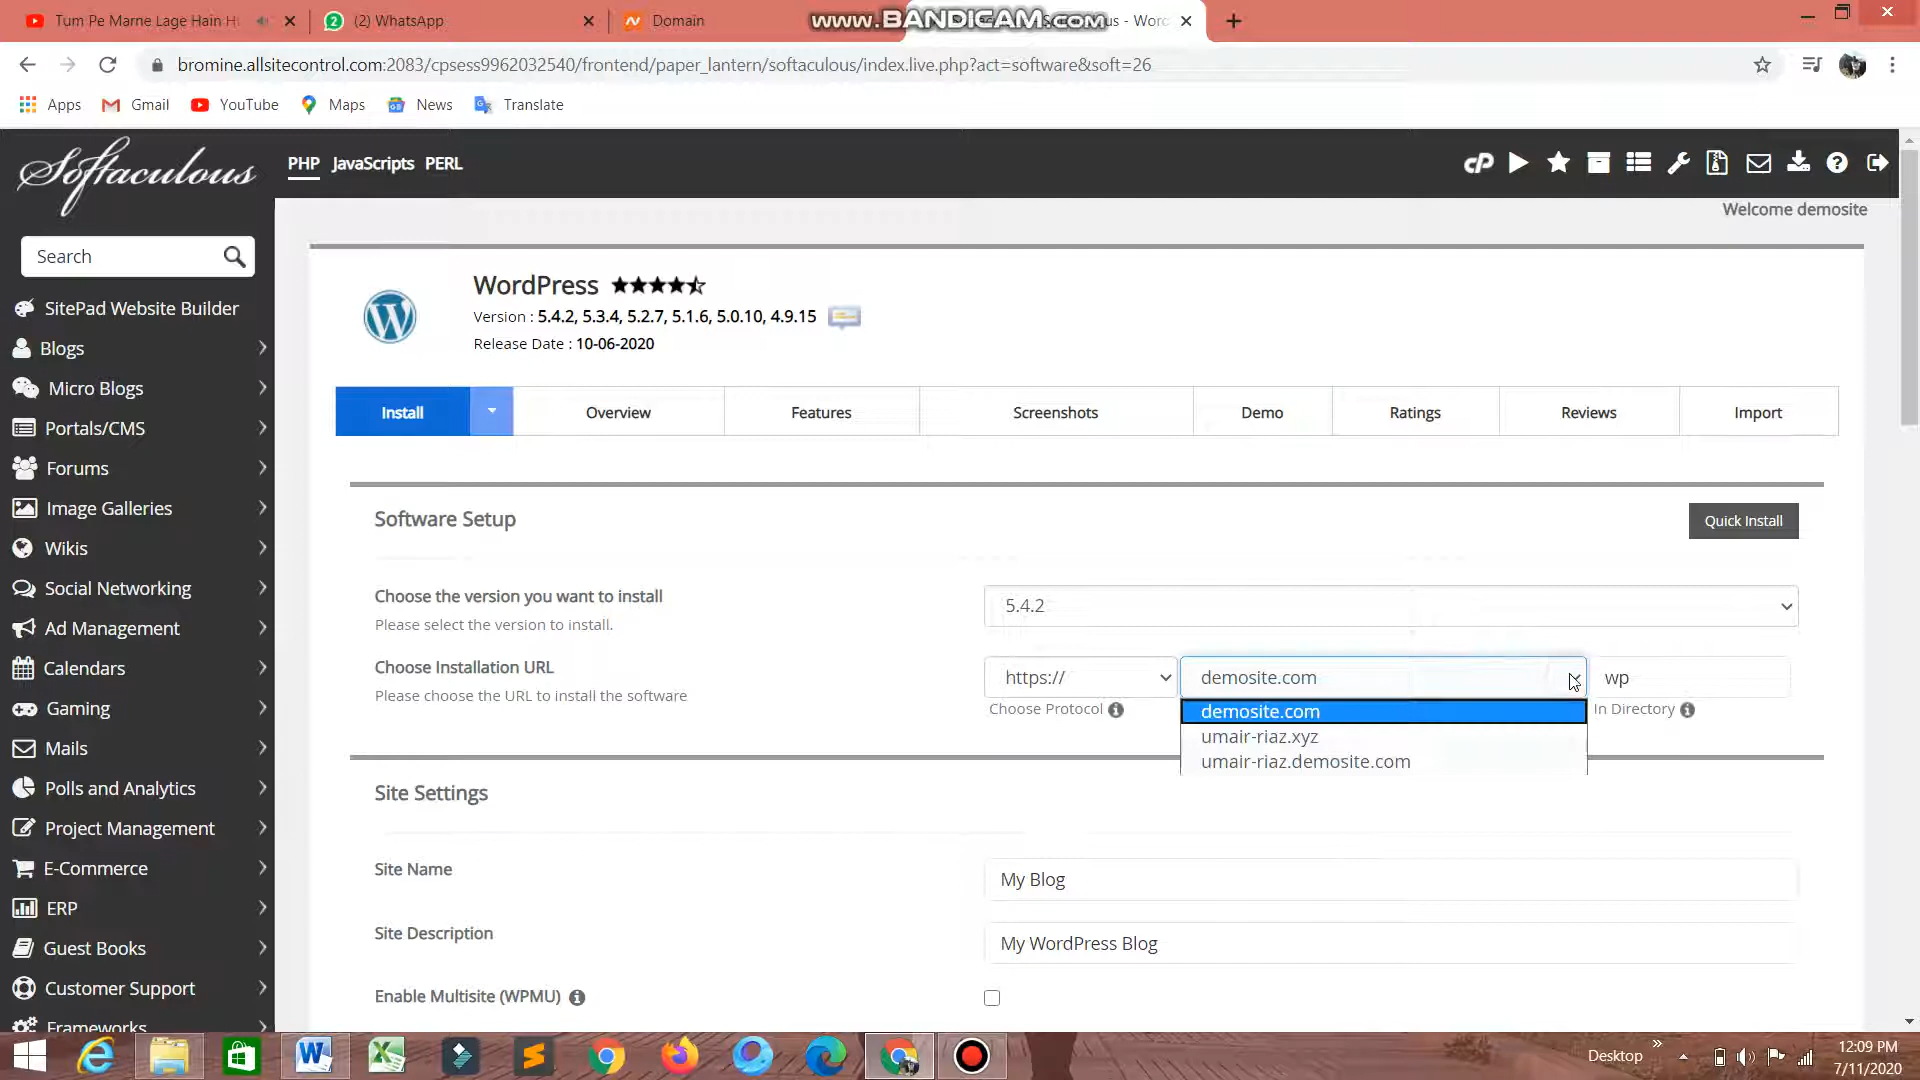 Tum Pe Marne Lage Hain H
(2) WhatsApp
Domain
www.BANDICAM.com
us - Wor
bromine.allsitecontrol.com:2083/cpsess9962032540/frontend/paper_lantern/softaculous/index.live.php?act=software&soft=26
Apps
Gmail
YouTube
Maps
News
Translate
Softaculous
PHP
JavaScripts
PERL
cP
Welcome demosite
Search
SitePad Website Builder
Blogs
Micro Blogs
Portals/CMS
Forums
Image Galleries
Wikis
Social Networking
Ad Management
Calendars
Gaming
Mails
Polls and Analytics
Project Management
E-Commerce
ERP
Guest Books
Customer Support
Frameworks
WordPress
Version : 5.4.2, 5.3.4, 5.2.7, 5.1.6, 5.0.10, 4.9.15
Release Date : 10-06-2020
Install
Overview
Features
Screenshots
Demo
Ratings
Reviews
Import
Software Setup
Quick Install
Choose the version you want to install
Please select the version to install.
5.4.2
Choose Installation URL
Please choose the URL to install the software
https://
Choose Protocol
demosite.com
demosite.com
umair-riaz.xyz
umair-riaz.demosite.com
wp
In Directory
Site Settings
Site Name
My Blog
Site Description
My WordPress Blog
Enable Multisite (WPMU)
Desktop
12:09 PM
7/11/2020